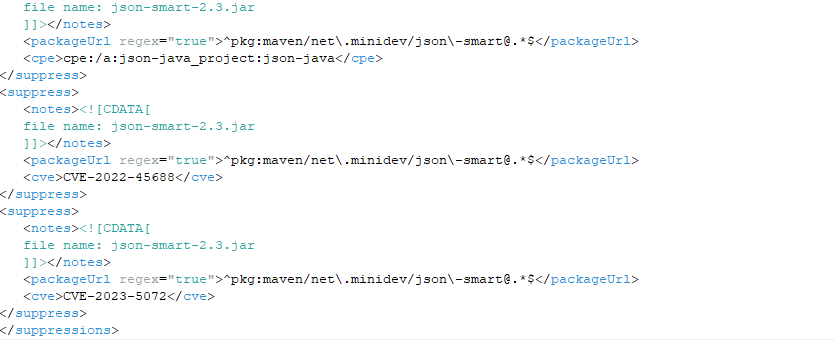 file name: json-smart-2.3.jar
]]></notes>
<packageUrl regex="true">^pkg:maven/net\.minidev/json\-smart@.*$</packageUrl>
<cpe>cpe:/a:json-java_project:json-java</cpe>
</suppress>
<suppress>
<notes><![CDATA[
file name: json-smart-2.3.jar
]]></notes>
<packageUrl regex="true">^pkg:maven/net\.minidev/json\-smart@.*$</packageUrl>
<cve>CVE-2022-45688</cve>
</suppress>
<suppress>
<notes><![CDATA[
file name: json-smart-2.3.jar
]]></notes>
<packageUrl regex="true">^pkg:maven/net\.minidev/json\-smart@.*$</packageUrl>
<cve>CVE-2023-5072</cve>
</suppress>
</suppressions>